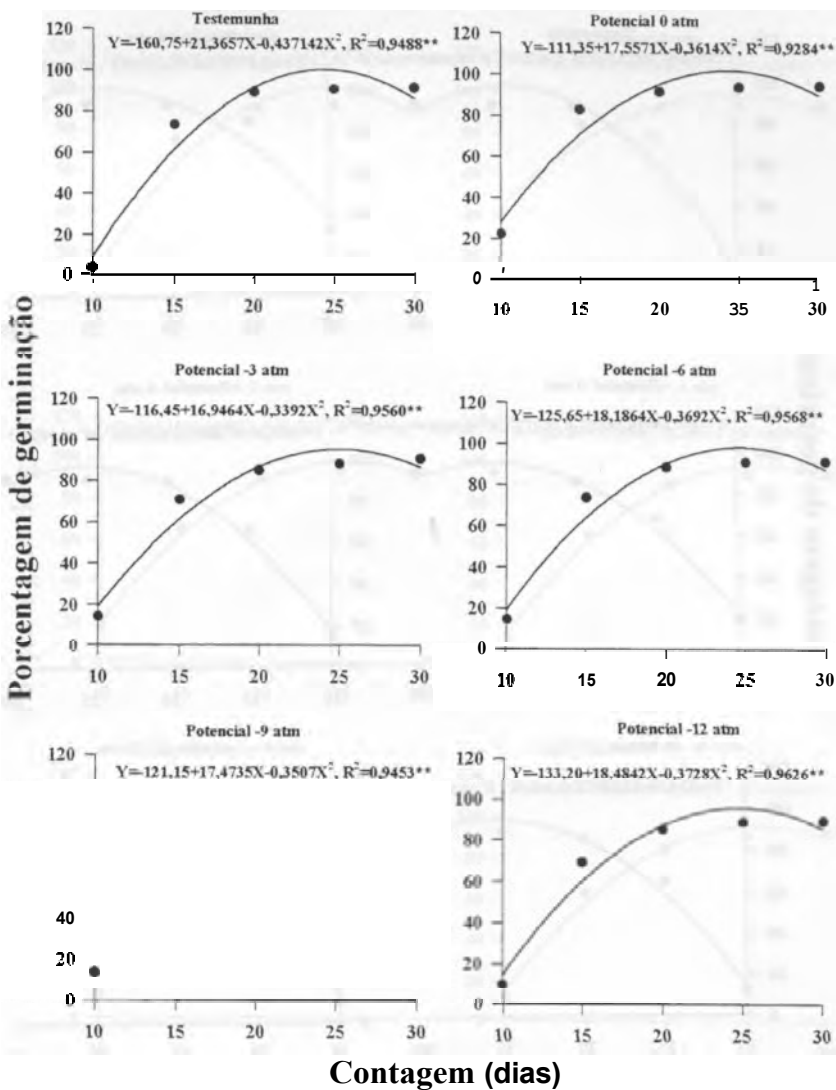 Porcentagem de germinação
Testemunha
Y=-160,75+21,3657X-0,437142X², R²=0,9488**
120
100
80
60
40
20
0
10 15 20 25 30
Potencial 0 atm
Y=-111,35+17,5571X-0,3614X², R²=0,9284**
120
100
80
60
40
20
0
10 15 20 35 30
Potencial -3 atm
Y=-116,45+16,9464X-0,3392X², R²=0,9560**
120
100
80
60
40
20
0
10 15 20 25 30
Potencial -6 atm
Y=-125,65+18,1864X-0,3692X², R²=0,9568**
120
100
80
60
40
20
0
10 15 20 25 30
Potencial -9 atm
Y=-121,15+17,4735X-0,3507X², R²=0,9453**
120
40
20
0
10 15 20 25 30
Potencial -12 atm
Y=-133,20+18,4842X-0,3728X², R²=0,9626**
120
100
80
60
40
20
0
10 15 20 25 30
Contagem (dias)